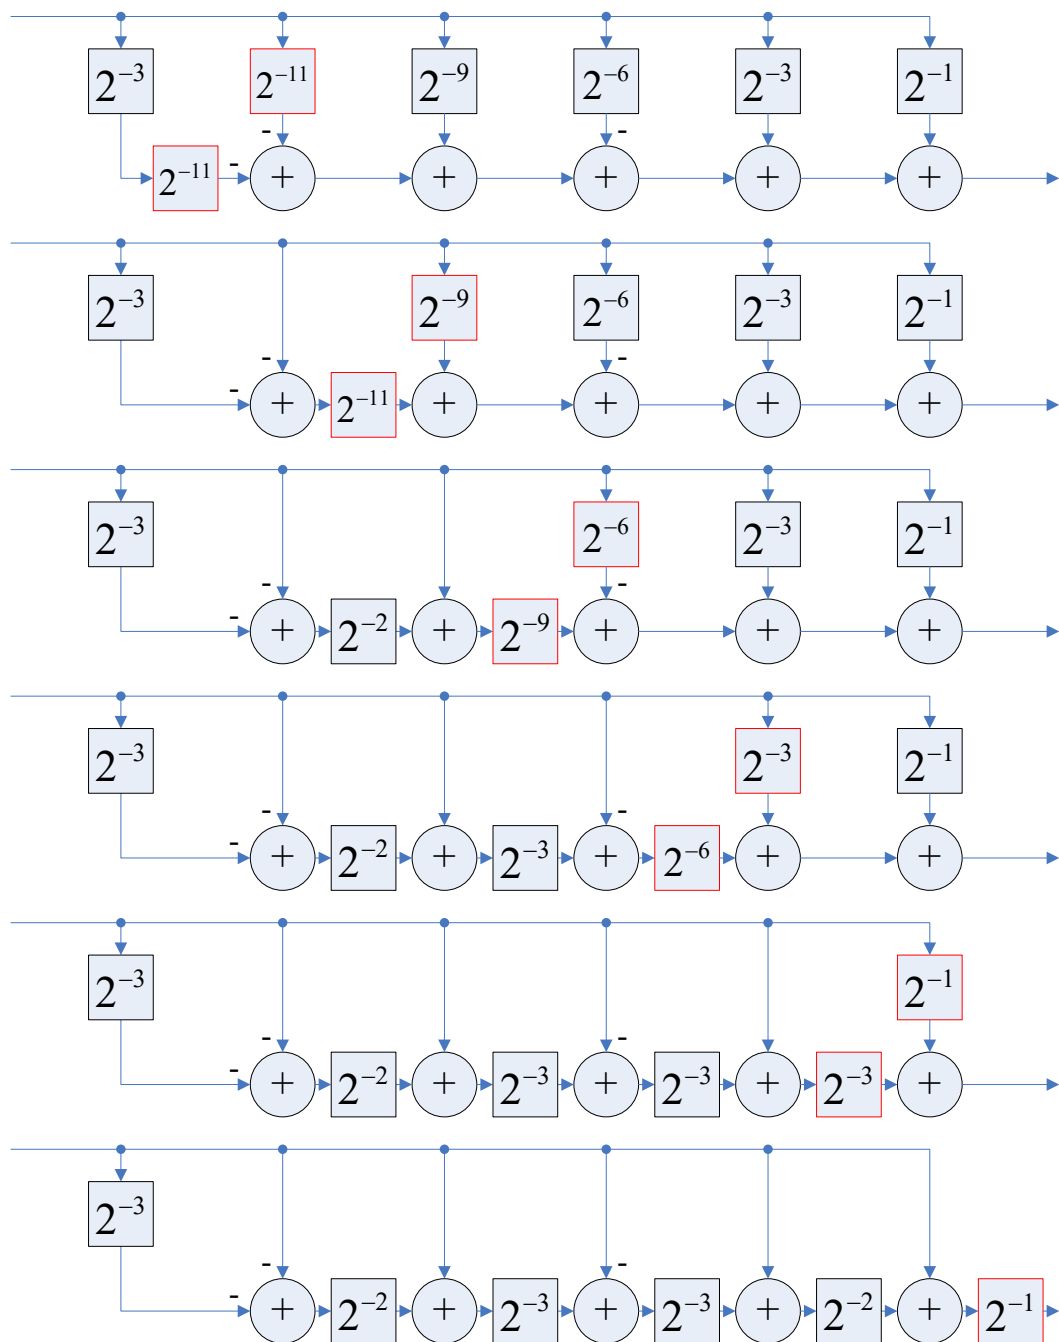 2⁻³ 2⁻¹¹ 2⁻⁹ 2⁻⁶ 2⁻³ 2⁻¹
- -
2⁻¹¹ - + + + + +
2⁻³ 2⁻⁹ 2⁻⁶ 2⁻³ 2⁻¹
- -
- + 2⁻¹¹ + + + +
2⁻³ 2⁻⁶ 2⁻³ 2⁻¹
- -
- + 2⁻² + 2⁻⁹ + + +
2⁻³ 2⁻³ 2⁻¹
- -
- + 2⁻² + 2⁻³ + 2⁻⁶ + +
2⁻³ 2⁻¹
- -
- + 2⁻² + 2⁻³ + 2⁻³ + 2⁻³ +
2⁻³
- -
- + 2⁻² + 2⁻³ + 2⁻³ + 2⁻² + 2⁻¹